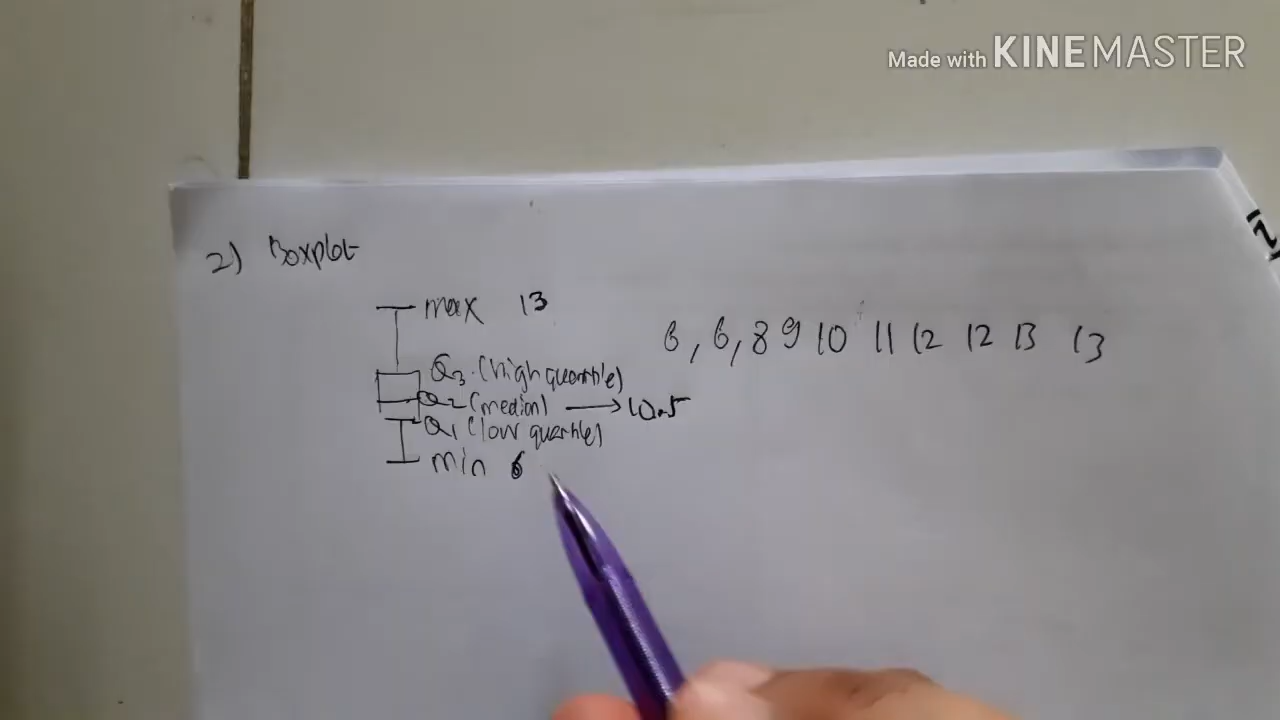 Made with KINEMASTER
2) Boxplot
max 13
6, 6, 8 9 10 11 12 12 13 13
Q3 (high quartile)
Q2 (median) → 10.5
Q1 (low quartile)
min 6